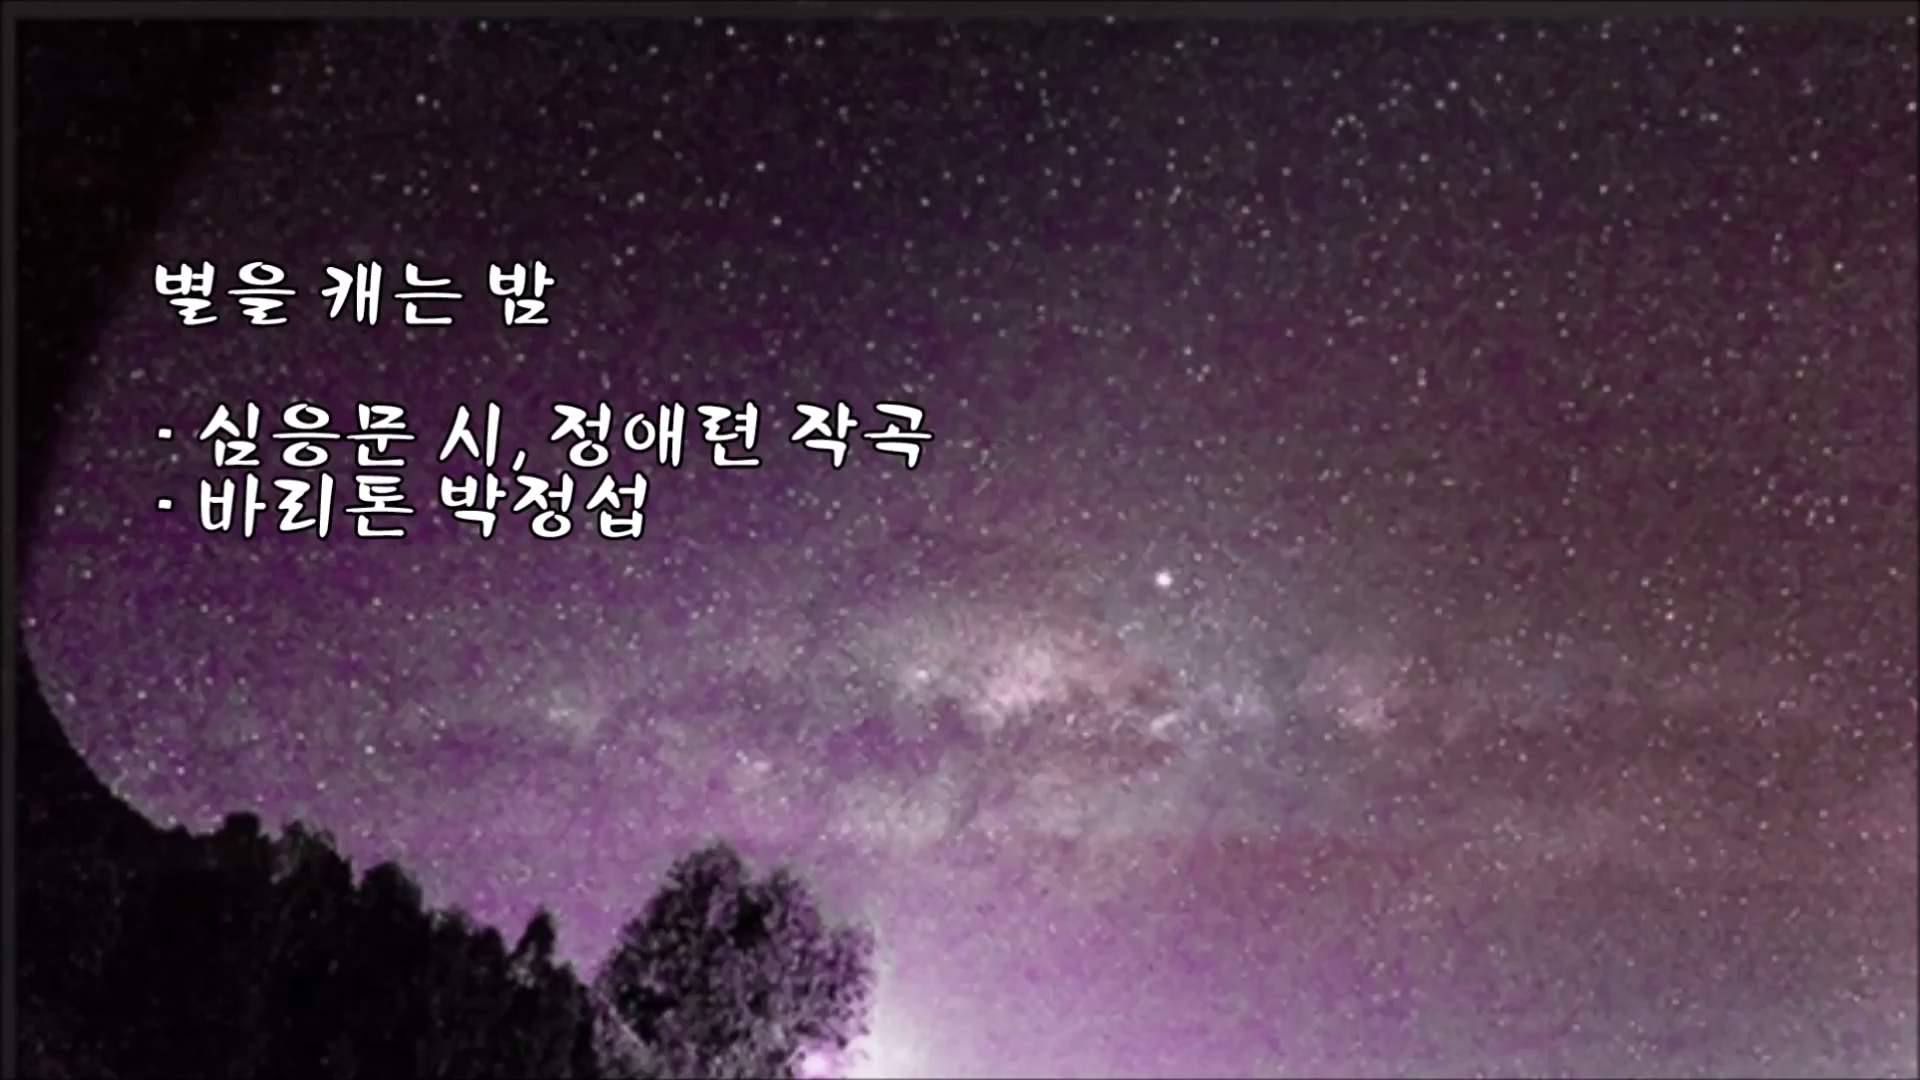 별을 캐는 밤
· 심응문 시, 정애련 작곡
· 바리톤 박정섭